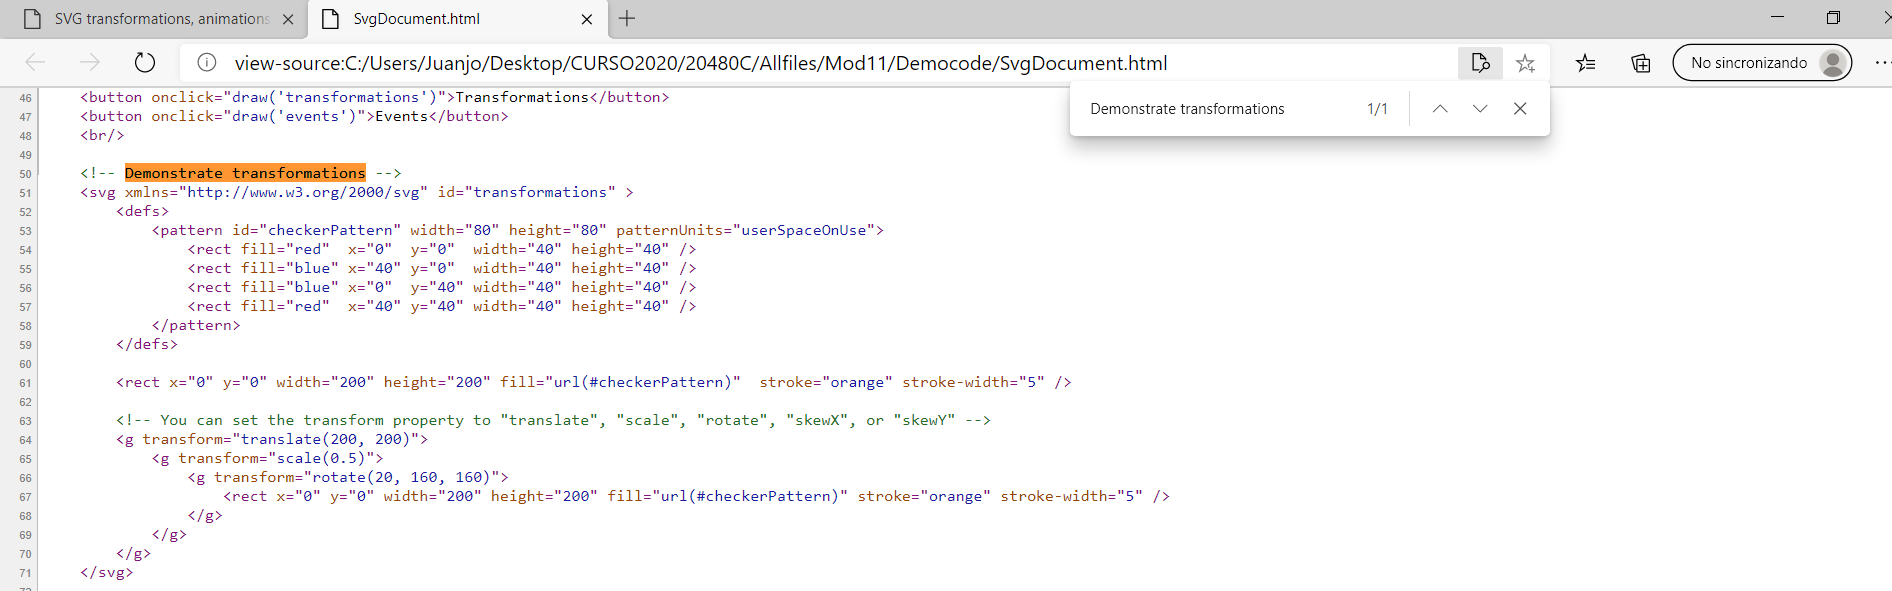 SVG transformations, animations
SvgDocument.html
view-source:C:/Users/Juanjo/Desktop/CURSO2020/20480C/Allfiles/Mod11/Democode/SvgDocument.html
No sincronizando
Demonstrate transformations 1/1
46 <button onclick="draw('transformations')">Transformations</button>
47 <button onclick="draw('events')">Events</button>
48 <br/>
49
50 <!-- Demonstrate transformations -->
51 <svg xmlns="http://www.w3.org/2000/svg" id="transformations" >
52 <defs>
53 <pattern id="checkerPattern" width="80" height="80" patternUnits="userSpaceOnUse">
54 <rect fill="red"  x="0"  y="0"  width="40" height="40" />
55 <rect fill="blue" x="40" y="0"  width="40" height="40" />
56 <rect fill="blue" x="0"  y="40" width="40" height="40" />
57 <rect fill="red"  x="40" y="40" width="40" height="40" />
58 </pattern>
59 </defs>
60
61 <rect x="0" y="0" width="200" height="200" fill="url(#checkerPattern)"  stroke="orange" stroke-width="5" />
62
63 <!-- You can set the transform property to "translate", "scale", "rotate", "skewX", or "skewY" -->
64 <g transform="translate(200, 200)">
65 <g transform="scale(0.5)">
66 <g transform="rotate(20, 160, 160)">
67 <rect x="0" y="0" width="200" height="200" fill="url(#checkerPattern)" stroke="orange" stroke-width="5" />
68 </g>
69 </g>
70 </g>
71 </svg>